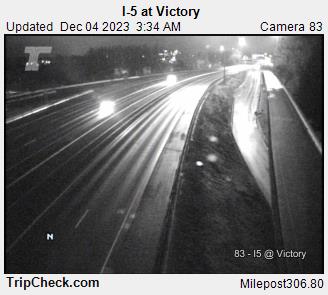 I-5 at Victory
Updated Dec 04 2023 3:34 AM Camera 83
T
N
83 - I5 @ Victory
TripCheck.com Milepost306.80